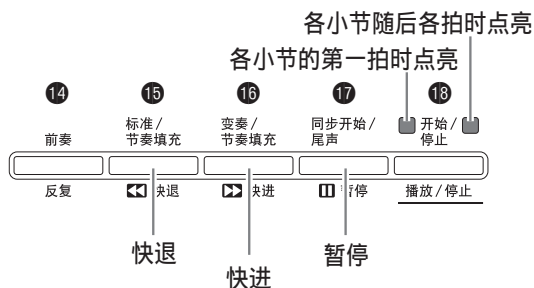 各小节随后各拍时点亮
各小节的第一拍时点亮
⑭ ⑮ ⑯ ⑰ ⑱
前奏
标准/
节奏填充
变奏/
节奏填充
同步开始/
尾声
开始/
停止
反复
快退
快进
暂停
播放/停止
快退
快进
暂停